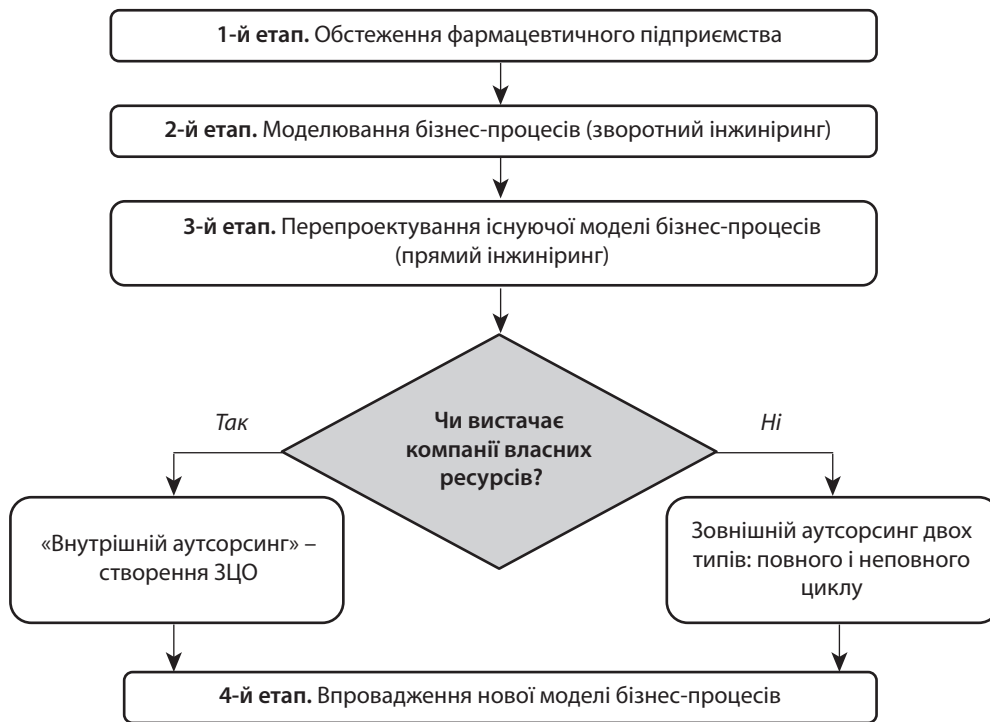 1-й етап. Обстеження фармацевтичного підприємства
2-й етап. Моделювання бізнес-процесів (зворотний інжиніринг)
3-й етап. Перепроектування існуючої моделі бізнес-процесів
(прямий інжиніринг)
Так
Чи вистачає
компанії власних
ресурсів?
Ні
«Внутрішній аутсорсинг» –
створення ЗЦО
Зовнішній аутсорсинг двох
типів: повного і неповного
циклу
4-й етап. Впровадження нової моделі бізнес-процесів